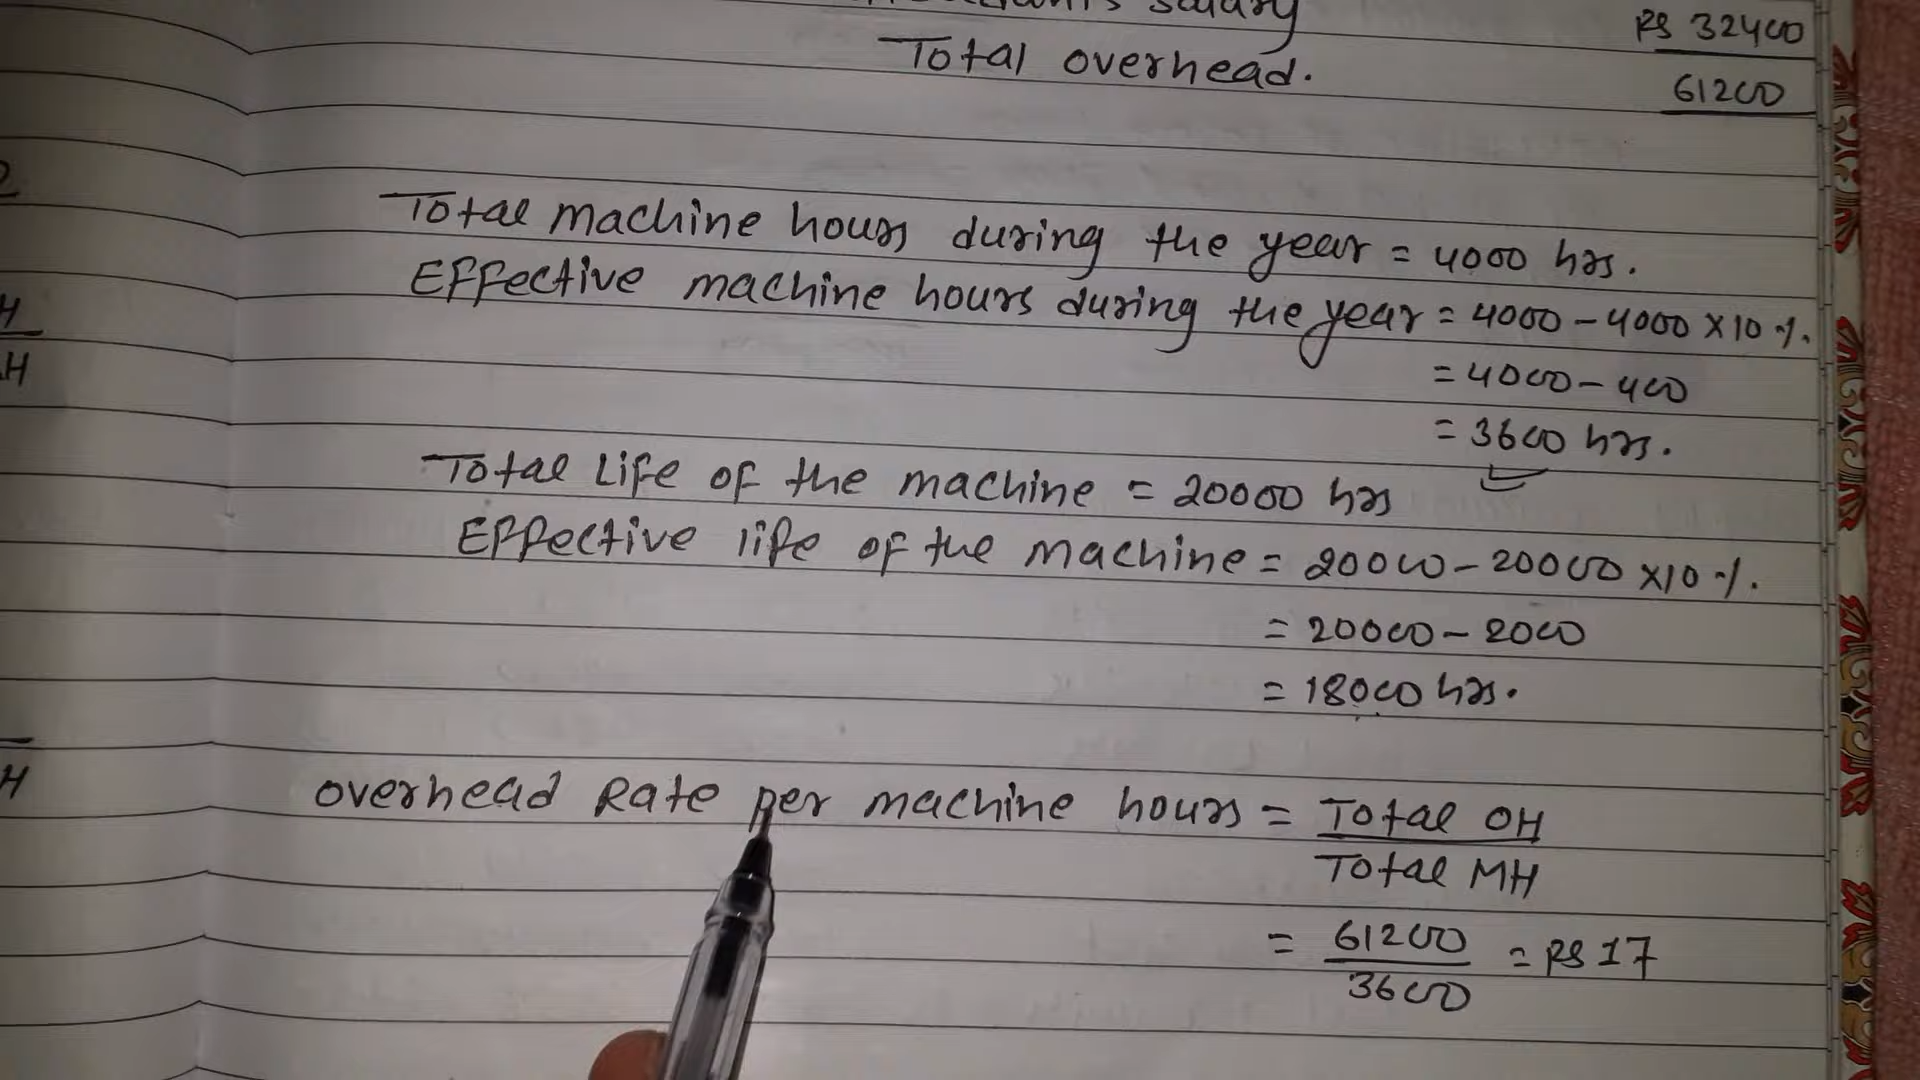 salary
Rs 32400
Total overhead.
61200
Total machine hours during the year = 4000 hrs.
Effective machine hours during the year = 4000 - 4000 × 10 %.
= 4000 - 400
= 3600 hrs.
Total Life of the machine = 20000 hrs
Effective life of the machine = 20000 - 20000 ×10 %.
= 20000 - 2000
= 18000 hrs.
overhead Rate per machine hours = Total OH
Total MH
= 61200 = Rs 17
3600
H
H
H